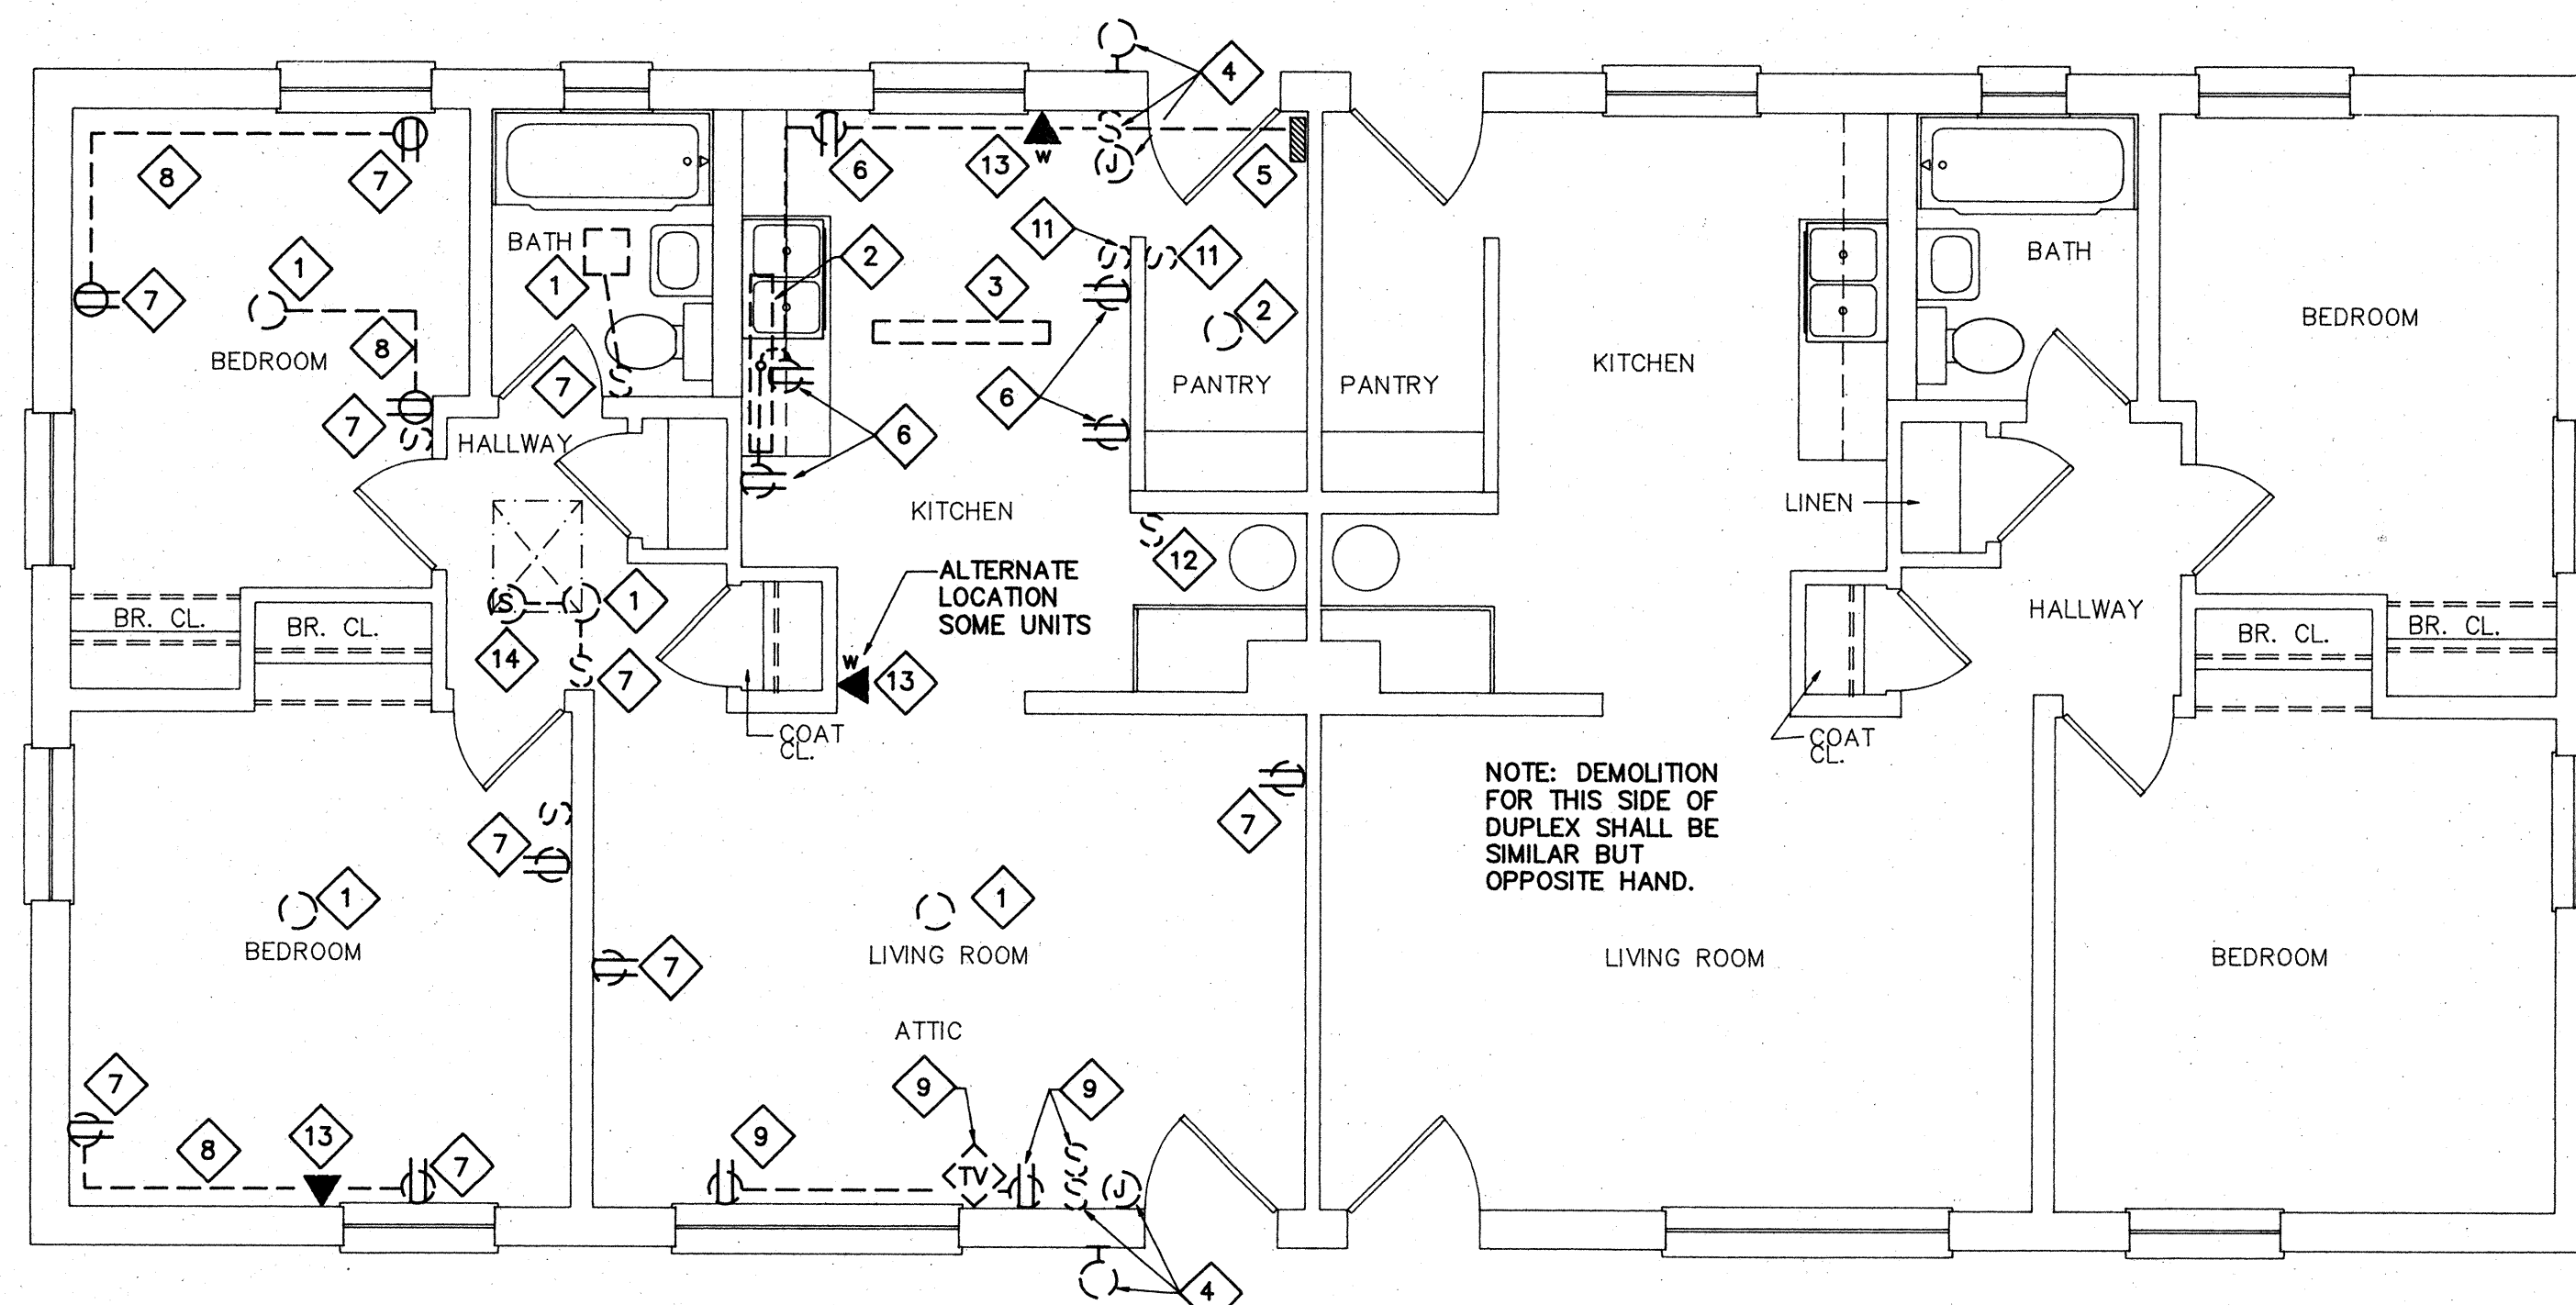 4
8
7
6
13
W
S
J
5
BATH
11
S
S
11
BATH
1
1
2
3
7
2
BEDROOM
8
BEDROOM
KITCHEN
7
S
6
PANTRY
PANTRY
7
S
HALLWAY
6
KITCHEN
LINEN
S
12
ALTERNATE
LOCATION
SOME UNITS
S
1
BR. CL.
BR. CL.
HALLWAY
BR. CL.
BR. CL.
14
S
7
W
13
COAT
CL.
COAT
CL.
NOTE: DEMOLITION
FOR THIS SIDE OF
DUPLEX SHALL BE
SIMILAR BUT
OPPOSITE HAND.
7
S
7
1
1
BEDROOM
7
LIVING ROOM
LIVING ROOM
BEDROOM
ATTIC
7
9
9
8
13
7
9
TV
S
S
J
4